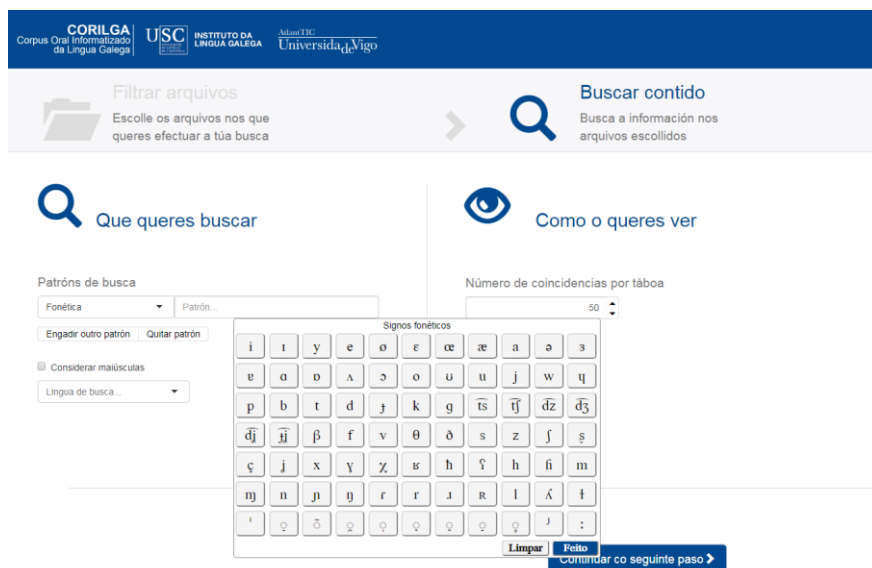 CORILGA
Corpus Oral Informatizado
da Lingua Galega
USC
INSTITUTO DA
LINGUA GALEGA
AtlantTIC
UniversidadeVigo
Filtrar arquivos
Escolle os arquivos nos que
queres efectuar a túa busca
Buscar contido
Busca a información nos
arquivos escollidos
Que queres buscar
Como o queres ver
Patróns de busca
Número de coincidencias por táboa
Fonética
Patrón...
50
Engadir outro patrón
Quitar patrón
Considerar maiúsculas
Lingua de busca...
Signos fonéticos
i ɪ y e ø ɛ œ æ a ə ɜ
ɐ ɑ ɒ ʌ ɔ o ʊ u j w ɥ
p b t d ɟ k g t͡s t͡ʃ d͡z d͡ʒ
d͡j ɟ͡j β f v θ ð s z ʃ ʂ
ç ʝ x ɣ χ ʁ ħ ʕ h ɦ m
ɱ n ɲ ŋ ɾ r ɹ ʀ l ʎ ɫ
Limpar
Feito
Continuar co seguinte paso